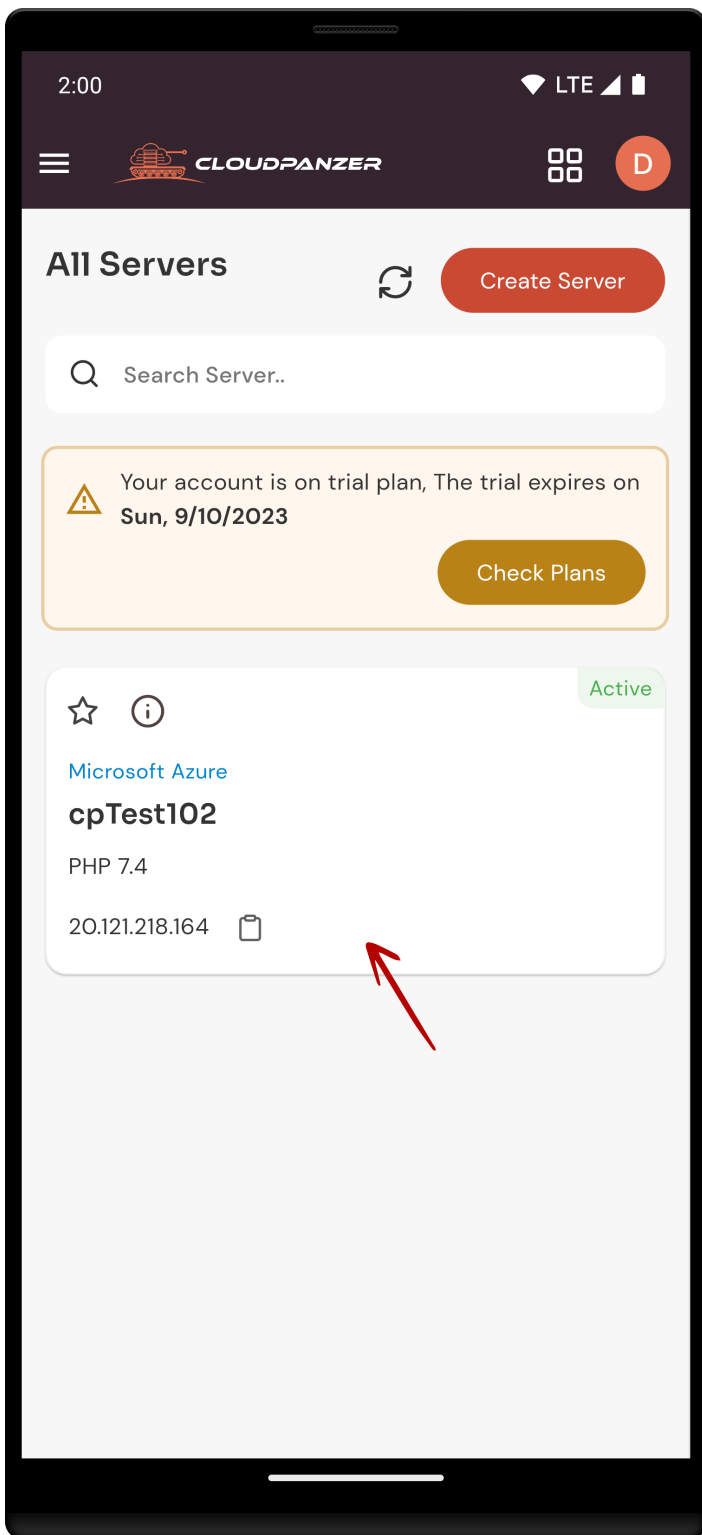 2:00
LTE
CLOUDPANZER
D
All Servers
Create Server
Search Server..
Your account is on trial plan, The trial expires on
Sun, 9/10/2023
Check Plans
Active
Microsoft Azure
cpTest102
PHP 7.4
20.121.218.164